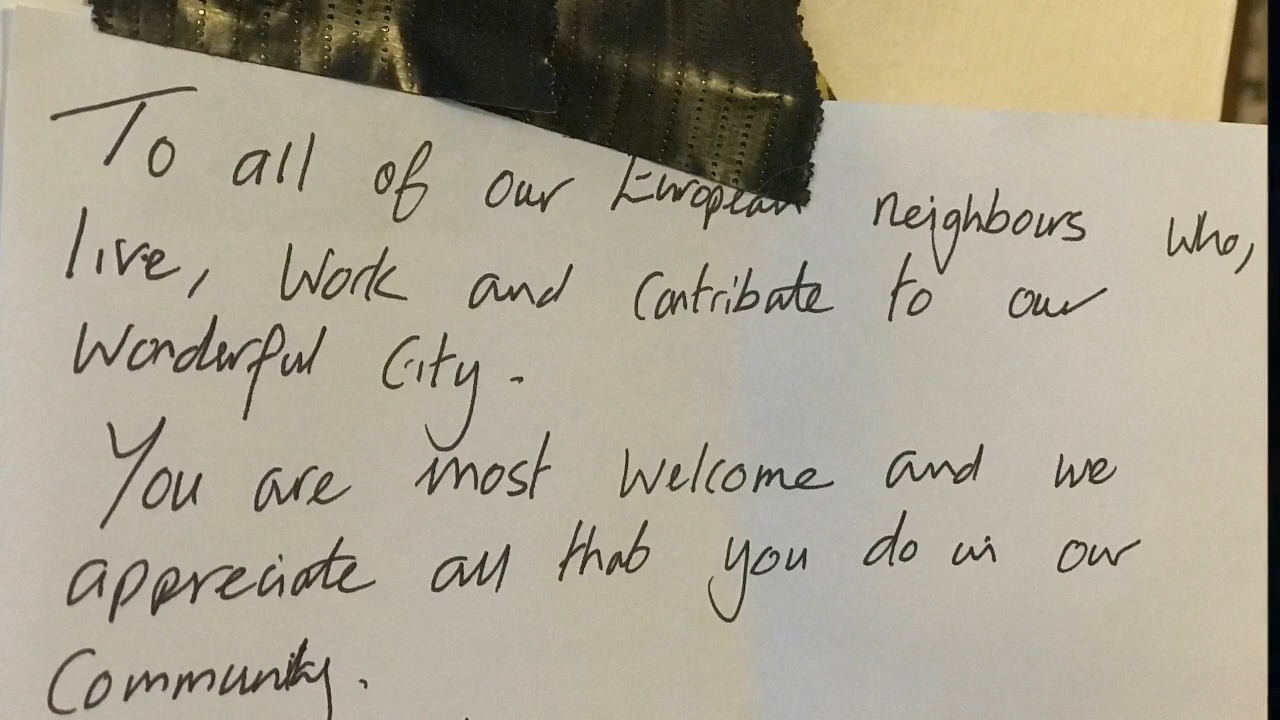 To all of our European neighbours who,
live, Work and Contribute to our
Wonderful City.
You are most Welcome and we
appreciate all that you do in our
Community.